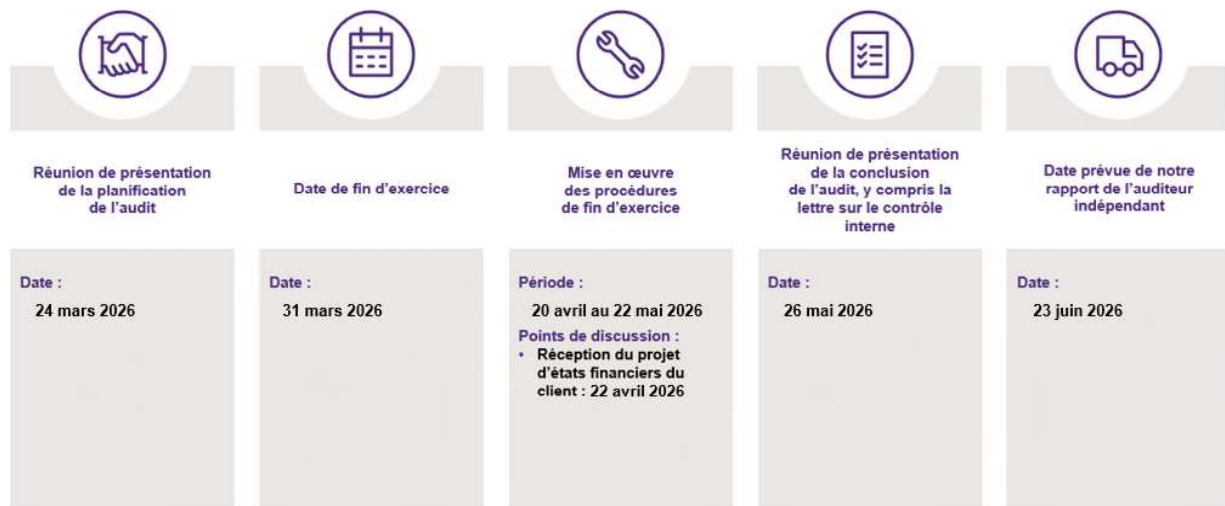 Réunion de présentation
de la planification
de l'audit
Date de fin d'exercice
Mise en œuvre
des procédures
de fin d'exercice
Réunion de présentation
de la conclusion
de l'audit, y compris la
lettre sur le contrôle
interne
Date prévue de notre
rapport de l'auditeur
indépendant
Date :
24 mars 2026
Date :
31 mars 2026
Période :
20 avril au 22 mai 2026
Points de discussion :
• Réception du projet
d'états financiers du
client : 22 avril 2026
Date :
26 mai 2026
Date :
23 juin 2026